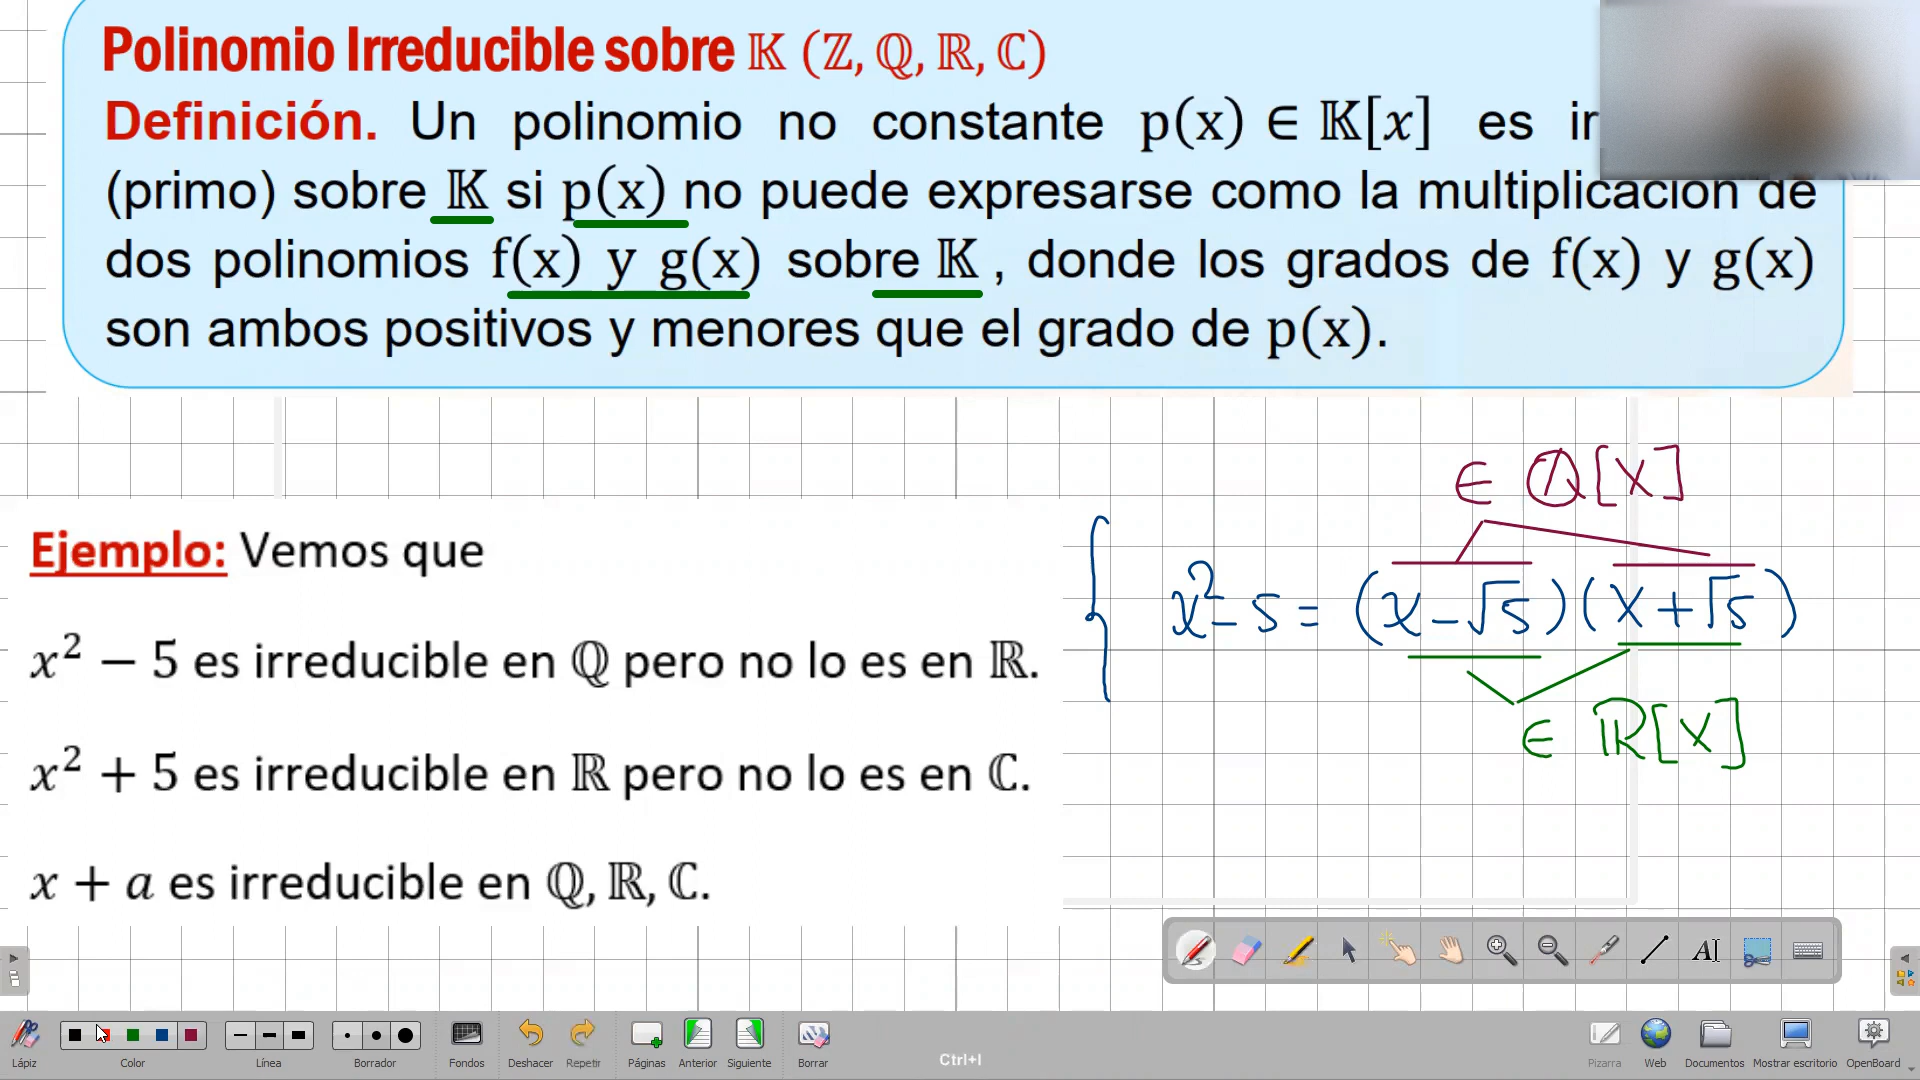 Polinomio Irreducible sobre 𝕂 (ℤ, ℚ, ℝ, ℂ)
Definición. Un polinomio no constante p(x) ∈ 𝕂[x] es
(primo) sobre 𝕂 si p(x) no puede expresarse como la multiplicación de
dos polinomios f(x) y g(x) sobre 𝕂 , donde los grados de f(x) y g(x)
son ambos positivos y menores que el grado de p(x).
Ejemplo: Vemos que
x² − 5 es irreducible en ℚ pero no lo es en ℝ.
x² + 5 es irreducible en ℝ pero no lo es en ℂ.
x + a es irreducible en ℚ, ℝ, ℂ.
∈ ℚ[x]
x² − 5 = (x − √5)(x + √5)
∈ ℝ[x]
Lápiz
Color
Línea
Borrador
Fondos
Deshacer
Repetir
Páginas
Anterior
Siguiente
Borrar
Ctrl+I
Pizarra
Web
Documentos
Mostrar escritorio
OpenBoard